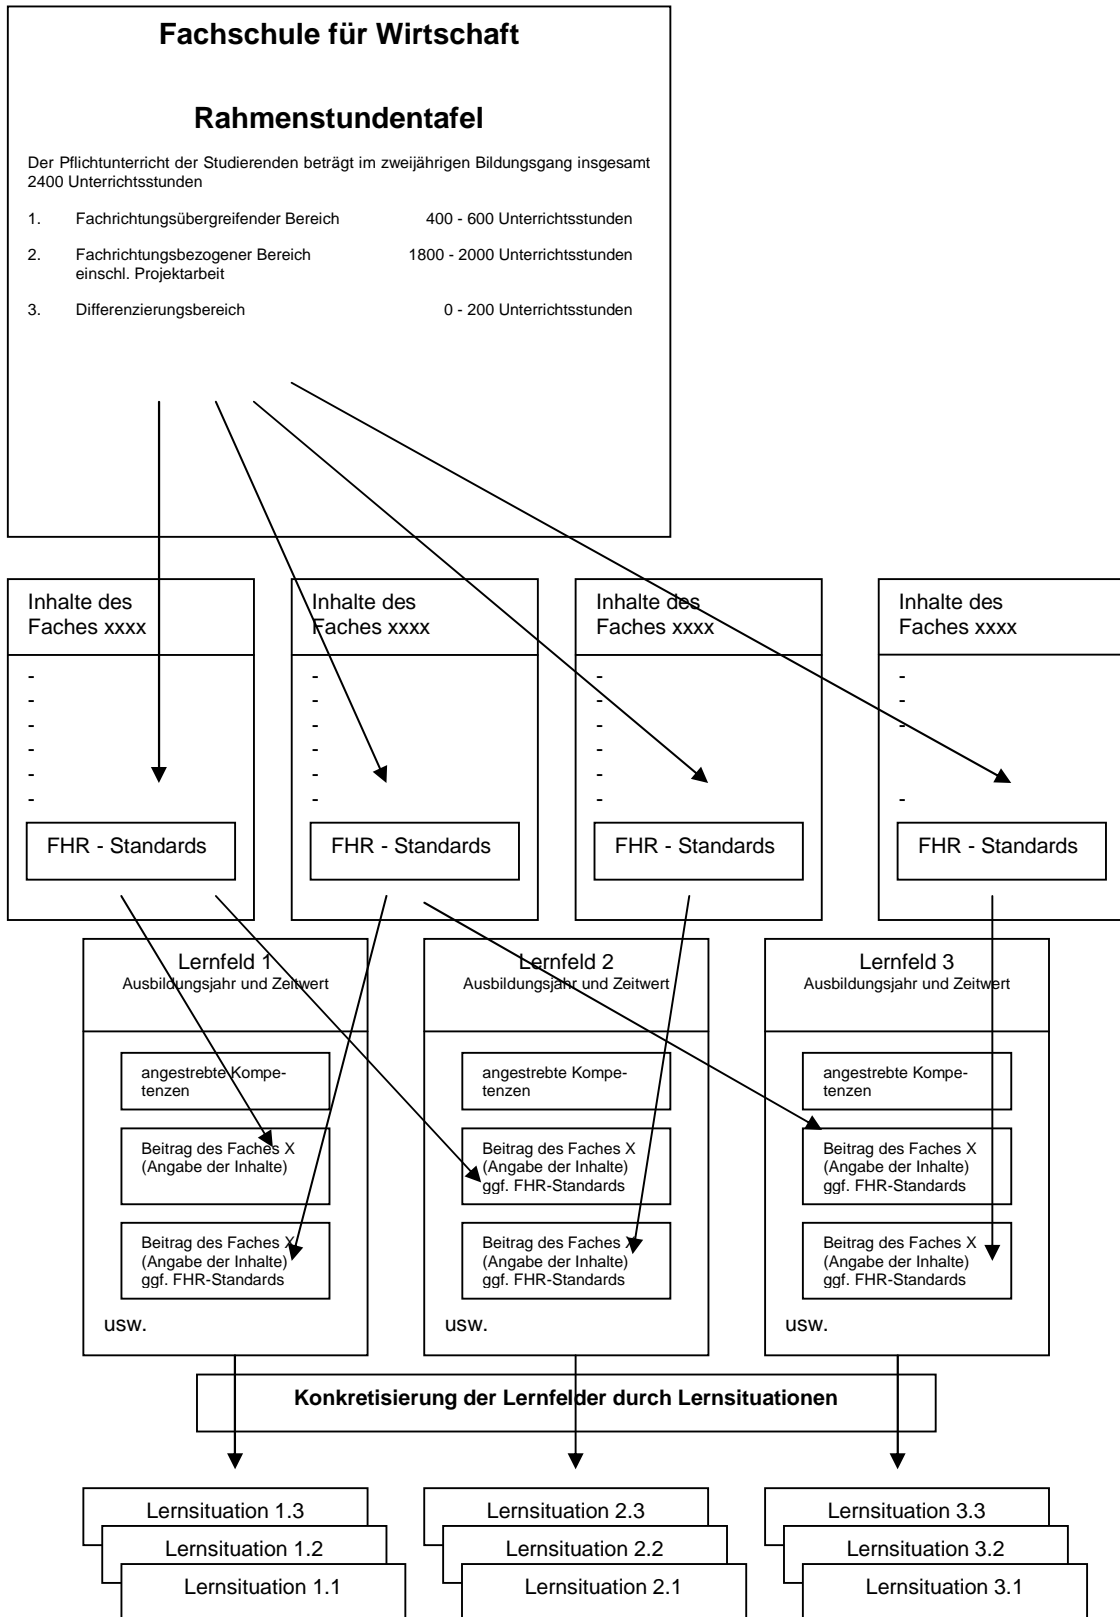 Fachschule für Wirtschaft
Rahmenstundentafel
Der Pflichtunterricht der Studierenden beträgt im zweijährigen Bildungsgang insgesamt
2400 Unterrichtsstunden
1. Fachrichtungsübergreifender Bereich 400 - 600 Unterrichtsstunden
2. Fachrichtungsbezogener Bereich 1800 - 2000 Unterrichtsstunden
einschl. Projektarbeit
3. Differenzierungsbereich 0 - 200 Unterrichtsstunden
Inhalte des
Faches xxxx
-
-
-
-
-
-
FHR - Standards
Inhalte des
Faches xxxx
-
-
-
-
-
-
FHR - Standards
Inhalte des
Faches xxxx
-
-
-
-
-
-
FHR - Standards
Inhalte des
Faches xxxx
-
-
-
-
FHR - Standards
Lernfeld 1
Ausbildungsjahr und Zeitwert
angestrebte Kompe-
tenzen
Beitrag des Faches X
(Angabe der Inhalte)
Beitrag des Faches X
(Angabe der Inhalte)
ggf. FHR-Standards
usw.
Lernfeld 2
Ausbildungsjahr und Zeitwert
angestrebte Kompe-
tenzen
Beitrag des Faches X
(Angabe der Inhalte)
ggf. FHR-Standards
Beitrag des Faches X
(Angabe der Inhalte)
ggf. FHR-Standards
usw.
Lernfeld 3
Ausbildungsjahr und Zeitwert
angestrebte Kompe-
tenzen
Beitrag des Faches X
(Angabe der Inhalte)
ggf. FHR-Standards
Beitrag des Faches X
(Angabe der Inhalte)
ggf. FHR-Standards
usw.
Konkretisierung der Lernfelder durch Lernsituationen
Lernsituation 1.3
Lernsituation 1.2
Lernsituation 1.1
Lernsituation 2.3
Lernsituation 2.2
Lernsituation 2.1
Lernsituation 3.3
Lernsituation 3.2
Lernsituation 3.1